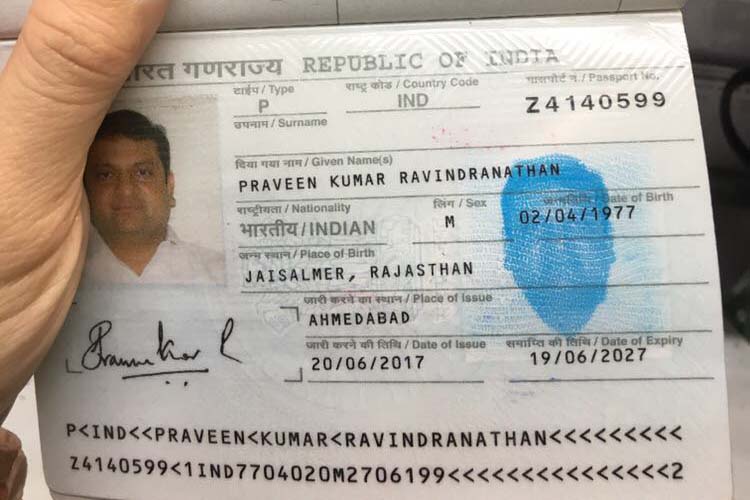 भारत गणराज्य REPUBLIC OF INDIA
टाईप / Type
P
राष्ट्र कोड / Country Code
IND
पासपोर्ट नं. / Passport No.
Z4140599
उपनाम / Surname
दिया गया नाम / Given Name(s)
PRAVEEN KUMAR RAVINDRANATHAN
राष्ट्रीयता / Nationality
भारतीय/INDIAN
लिंग / Sex
M
जन्मतिथि / Date of Birth
02/04/1977
जन्म स्थान / Place of Birth
JAISALMER, RAJASTHAN
जारी करने का स्थान / Place of Issue
AHMEDABAD
जारी करने की तिथि / Date of Issue
20/06/2017
समाप्ति की तिथि / Date of Expiry
19/06/2027
P<IND<<PRAVEEN<KUMAR<RAVINDRANATHAN<<<<<<<<<
Z4140599<1IND7704020M2706199<<<<<<<<<<<<<<<2